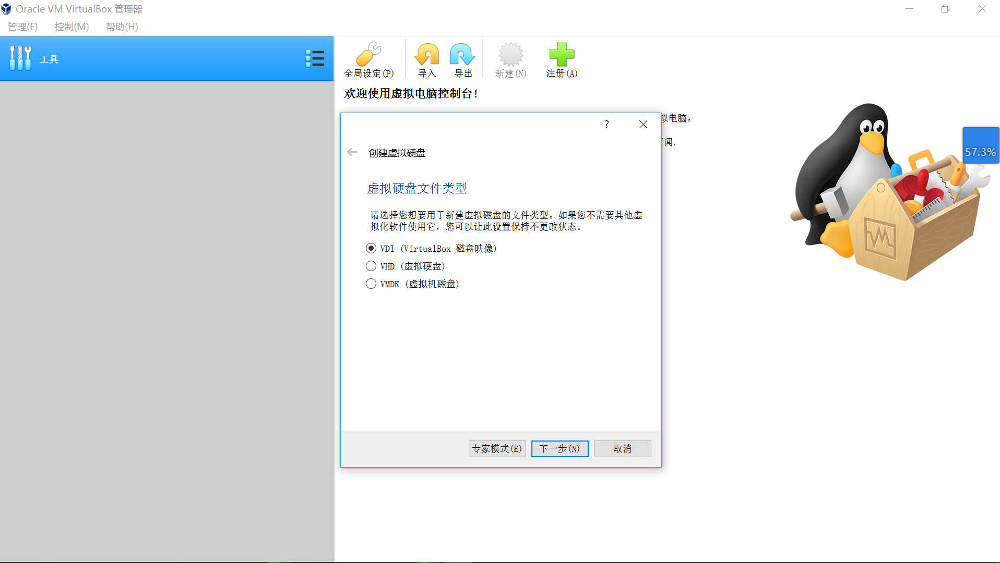 Oracle VM VirtualBox 管理器
管理(F) 控制(M) 帮助(H)
工具
全局设定(P) 导入 导出 新建(N) 注册(A)
欢迎使用虚拟电脑控制台!
拟电脑。
闻.
57.3%
?
创建虚拟硬盘
虚拟硬盘文件类型
请选择您想要用于新建虚拟磁盘的文件类型。如果您不需要其他虚
拟化软件使用它，您可以让此设置保持不更改状态。
VDI (VirtualBox 磁盘映像)
VHD (虚拟硬盘)
VMDK (虚拟机磁盘)
专家模式(E) 下一步(N) 取消